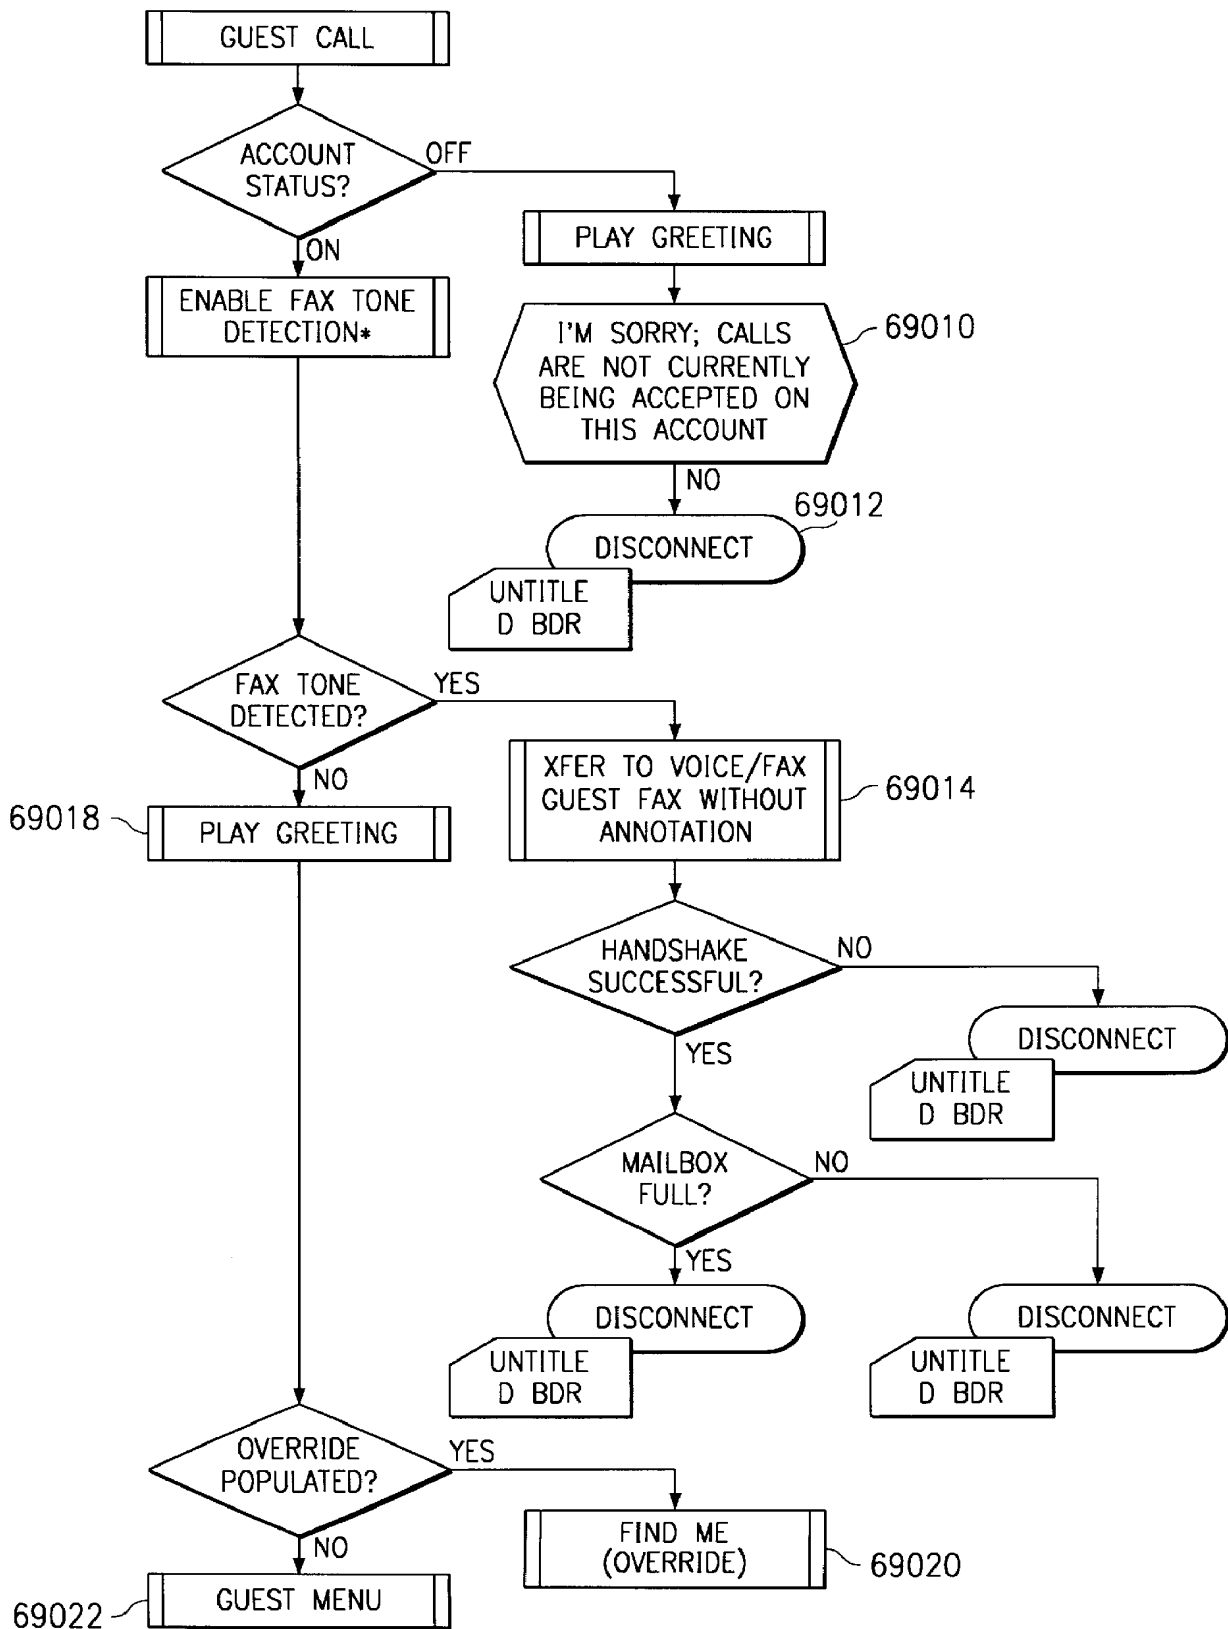 GUEST CALL
ACCOUNT
STATUS?
OFF
ON
PLAY GREETING
ENABLE FAX TONE
DETECTION*
I'M SORRY; CALLS
ARE NOT CURRENTLY
BEING ACCEPTED ON
THIS ACCOUNT
69010
NO
69012
DISCONNECT
UNTITLE
D BDR
FAX TONE
DETECTED?
YES
NO
XFER TO VOICE/FAX
GUEST FAX WITHOUT
ANNOTATION
69014
69018
PLAY GREETING
HANDSHAKE
SUCCESSFUL?
NO
YES
DISCONNECT
UNTITLE
D BDR
MAILBOX
FULL?
NO
YES
DISCONNECT
UNTITLE
D BDR
DISCONNECT
UNTITLE
D BDR
OVERRIDE
POPULATED?
YES
NO
FIND ME
(OVERRIDE)
69020
GUEST MENU
69022